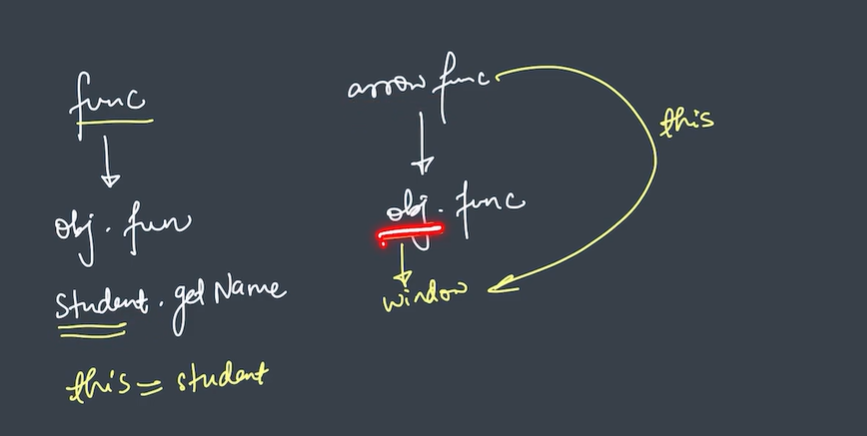 func
obj.fun
Student.getName
this = student
arrow func
this
obj.func
window